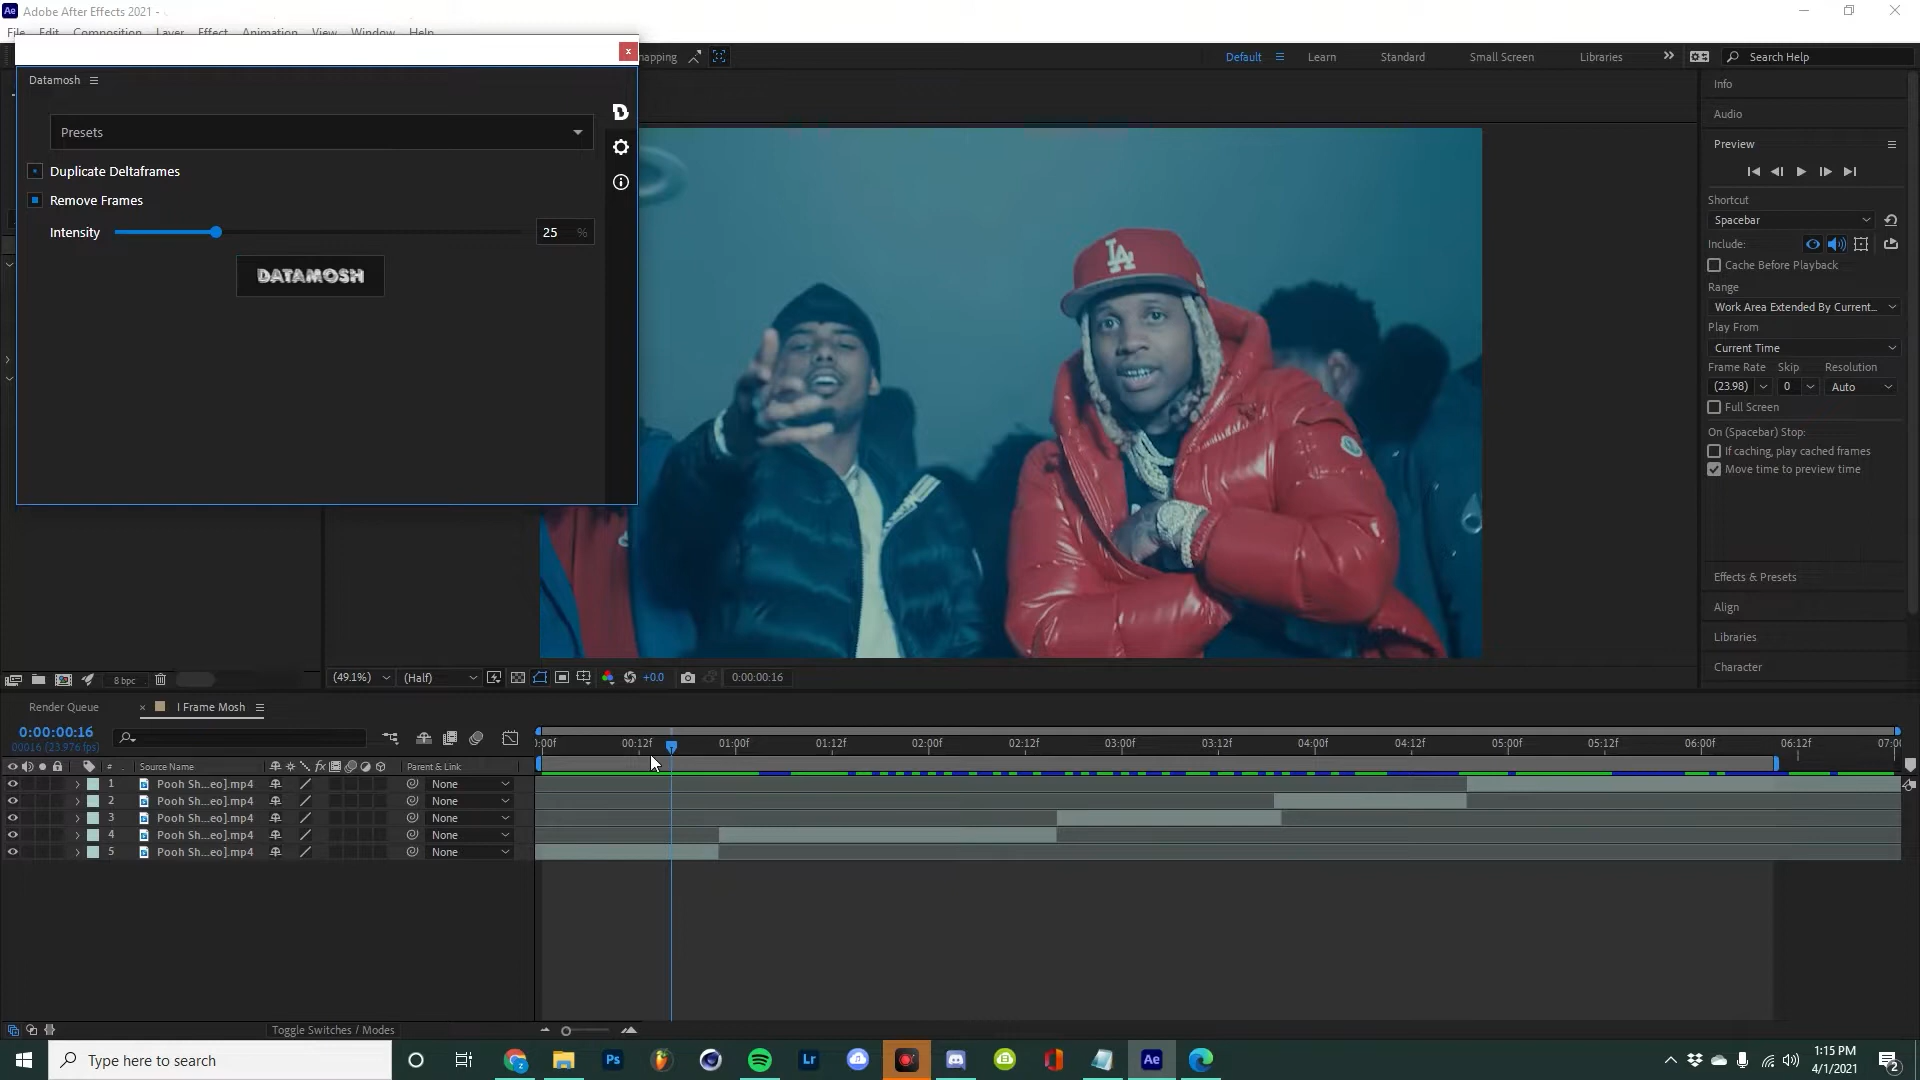 Ae Adobe After Effects 2021 -
File Edit Composition Layer Effect Animation View Window Help
napping Default Learn Standard Small Screen Libraries Search Help
Datamosh
Presets
Duplicate Deltaframes
Remove Frames
Intensity 25 %
DATAMOSH
LA
Info
Audio
Preview
Shortcut
Spacebar
Include:
Cache Before Playback
Range
Work Area Extended By Current...
Play From
Current Time
Frame Rate Skip Resolution
(23.98) 0 Auto
Full Screen
On (Spacebar) Stop:
If caching, play cached frames
Move time to preview time
Effects & Presets
Align
Libraries
Character
8 bpc (49.1%) (Half) +0.0 0:00:00:16
Render Queue I Frame Mosh
0:00:00:16
00016 (23.976 fps)
:00f 00:12f 01:00f 01:12f 02:00f 02:12f 03:00f 03:12f 04:00f 04:12f 05:00f 05:12f 06:00f 06:12f 07:00
# Source Name fx Parent & Link
1 Pooh Sh...eo].mp4 None
2 Pooh Sh...eo].mp4 None
3 Pooh Sh...eo].mp4 None
4 Pooh Sh...eo].mp4 None
5 Pooh Sh...eo].mp4 None
Toggle Switches / Modes
Type here to search Ps Lr Ae
1:15 PM
4/1/2021
2